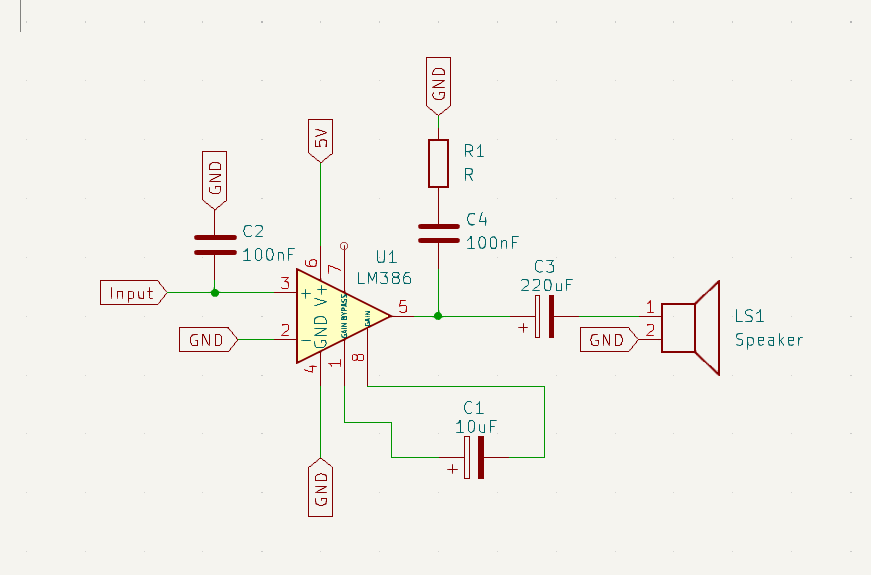 GND
R1
R
5V
GND
C4
100nF
C2
100nF
6
7
U1
LM386
C3
220uF
Input
3
+
V+
BYPASS
GAIN
5
1
LS1
GND
2
-
GND
GAIN
+
GND
2
Speaker
4
1
8
C1
10uF
+
GND